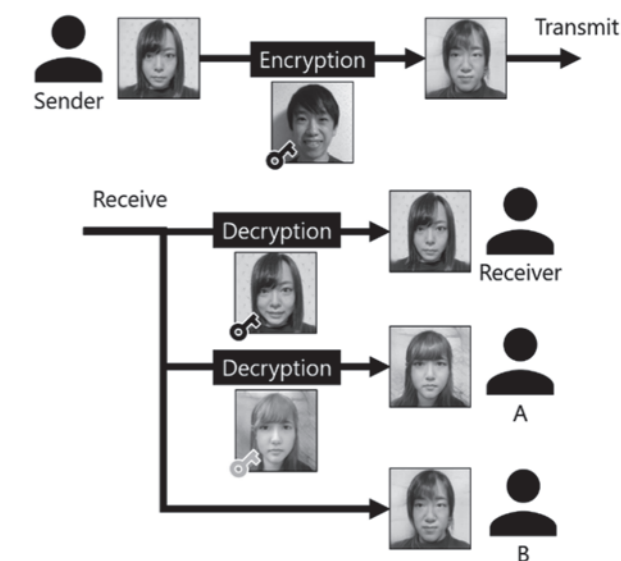 Transmit
Encryption
Sender
Receive
Decryption
Receiver
Decryption
A
B